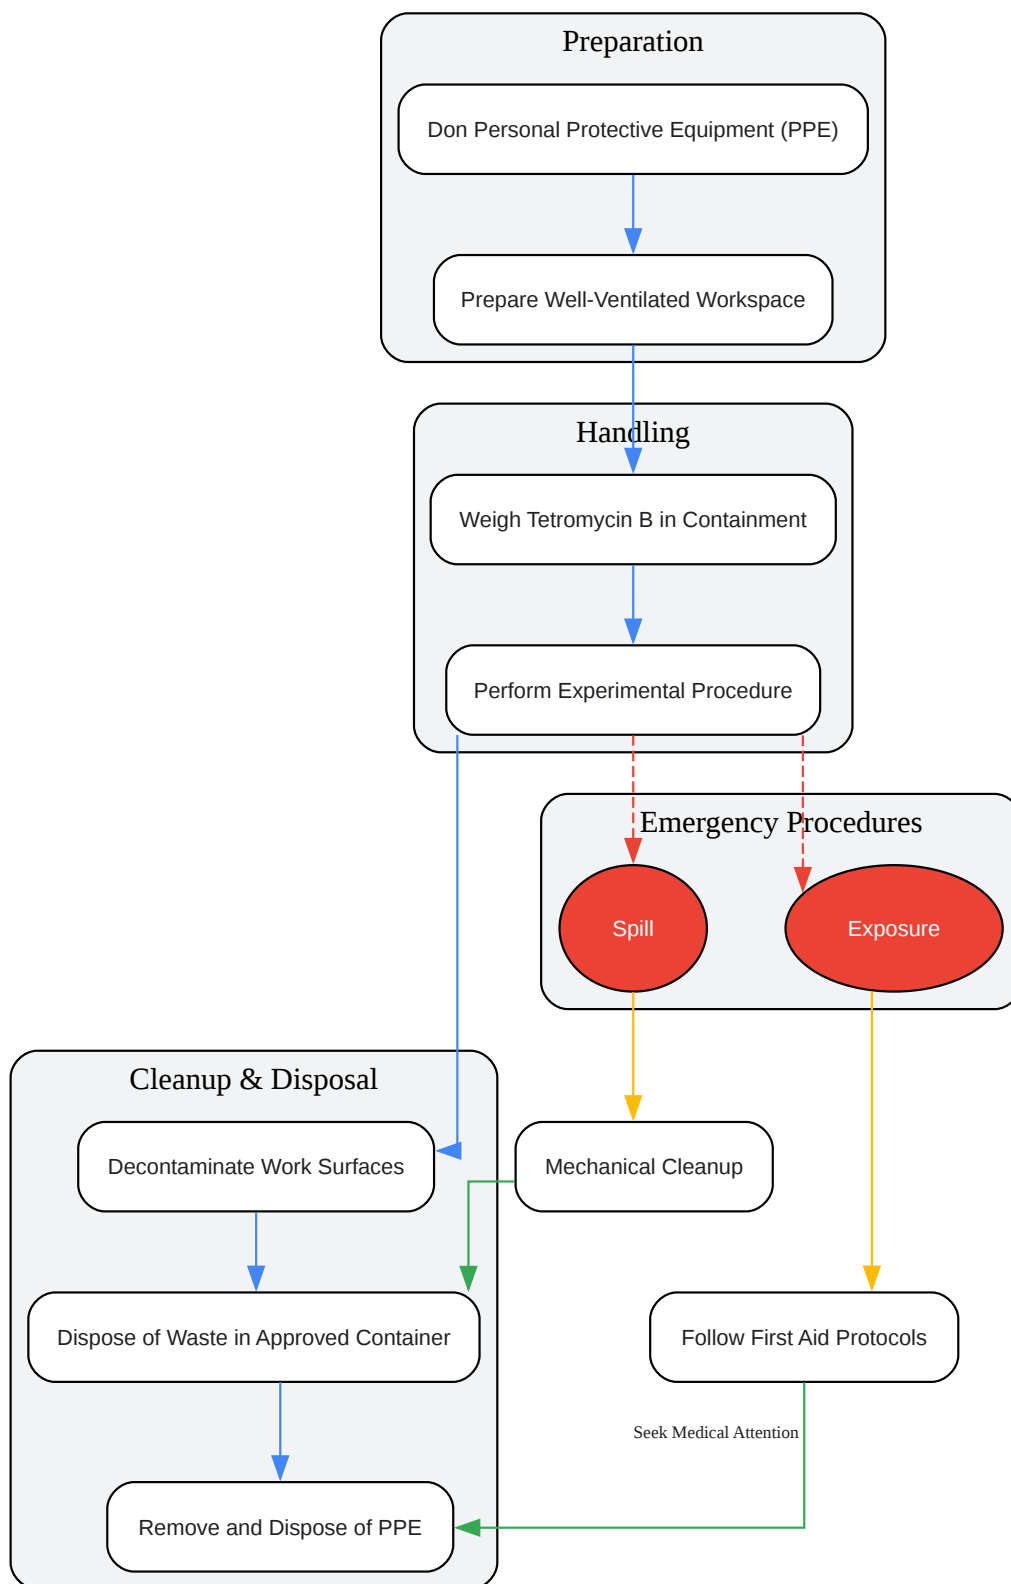 Preparation
Don Personal Protective Equipment (PPE)
Prepare Well-Ventilated Workspace
Handling
Weigh Tetromycin B in Containment
Perform Experimental Procedure
Emergency Procedures
Spill
Exposure
Cleanup & Disposal
Decontaminate Work Surfaces
Mechanical Cleanup
Dispose of Waste in Approved Container
Follow First Aid Protocols
Seek Medical Attention
Remove and Dispose of PPE